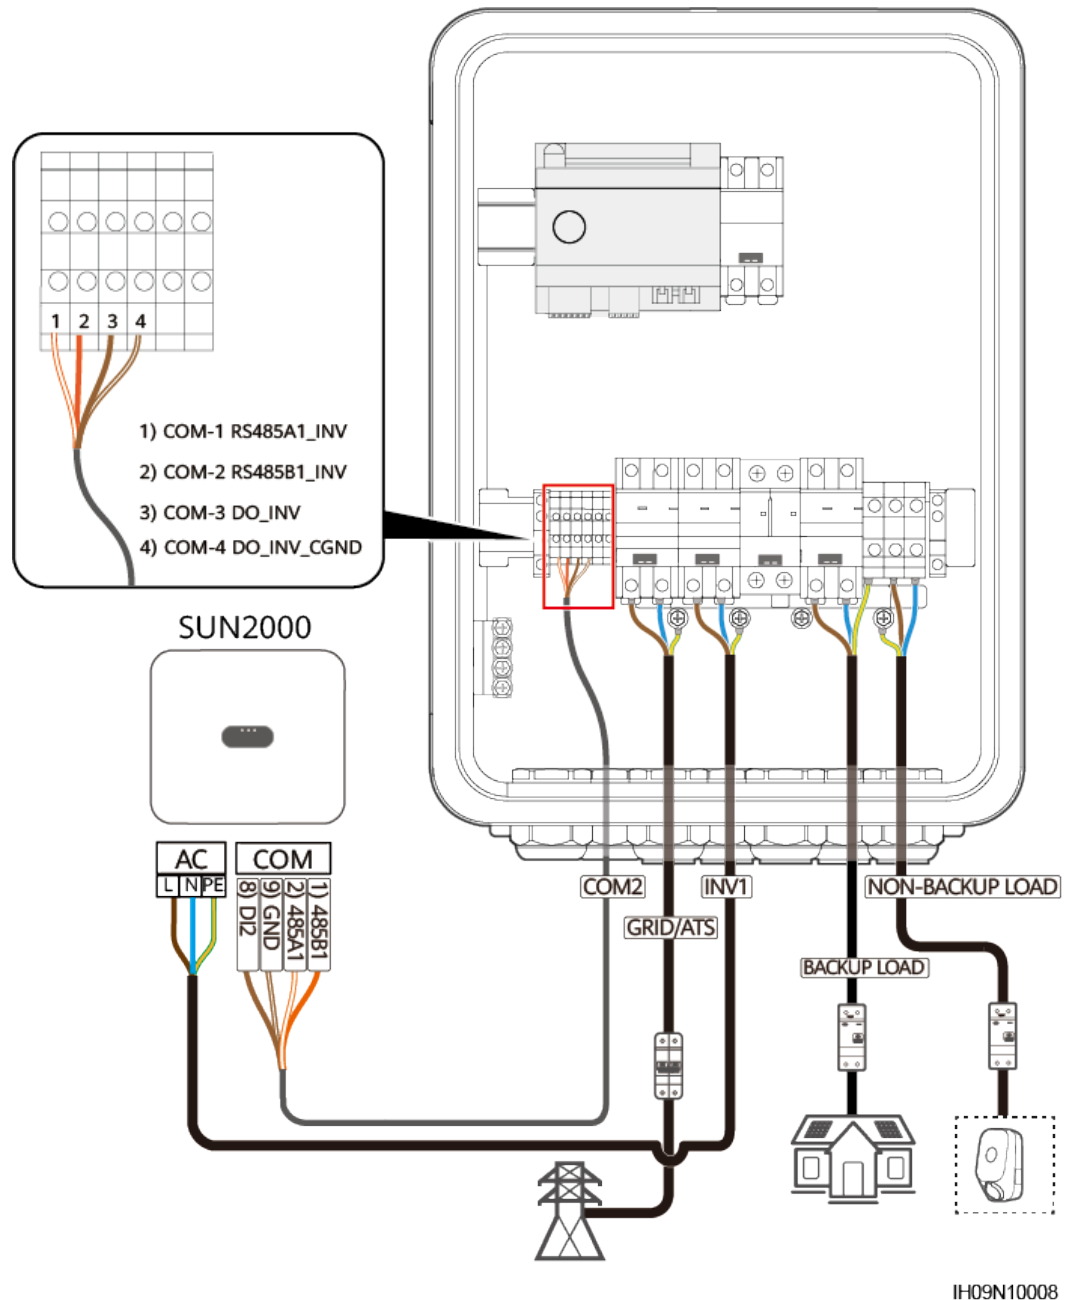 1 2 3 4
1) COM-1 RS485A1_INV
2) COM-2 RS485B1_INV
3) COM-3 DO_INV
4) COM-4 DO_INV_CGND
SUN2000
AC
COM
L N PE
8) DI2
9) GND
2) 485A1
1) 485B1
COM2
INV1
NON-BACKUP LOAD
GRID/ATS
BACKUP LOAD
IH09N10008